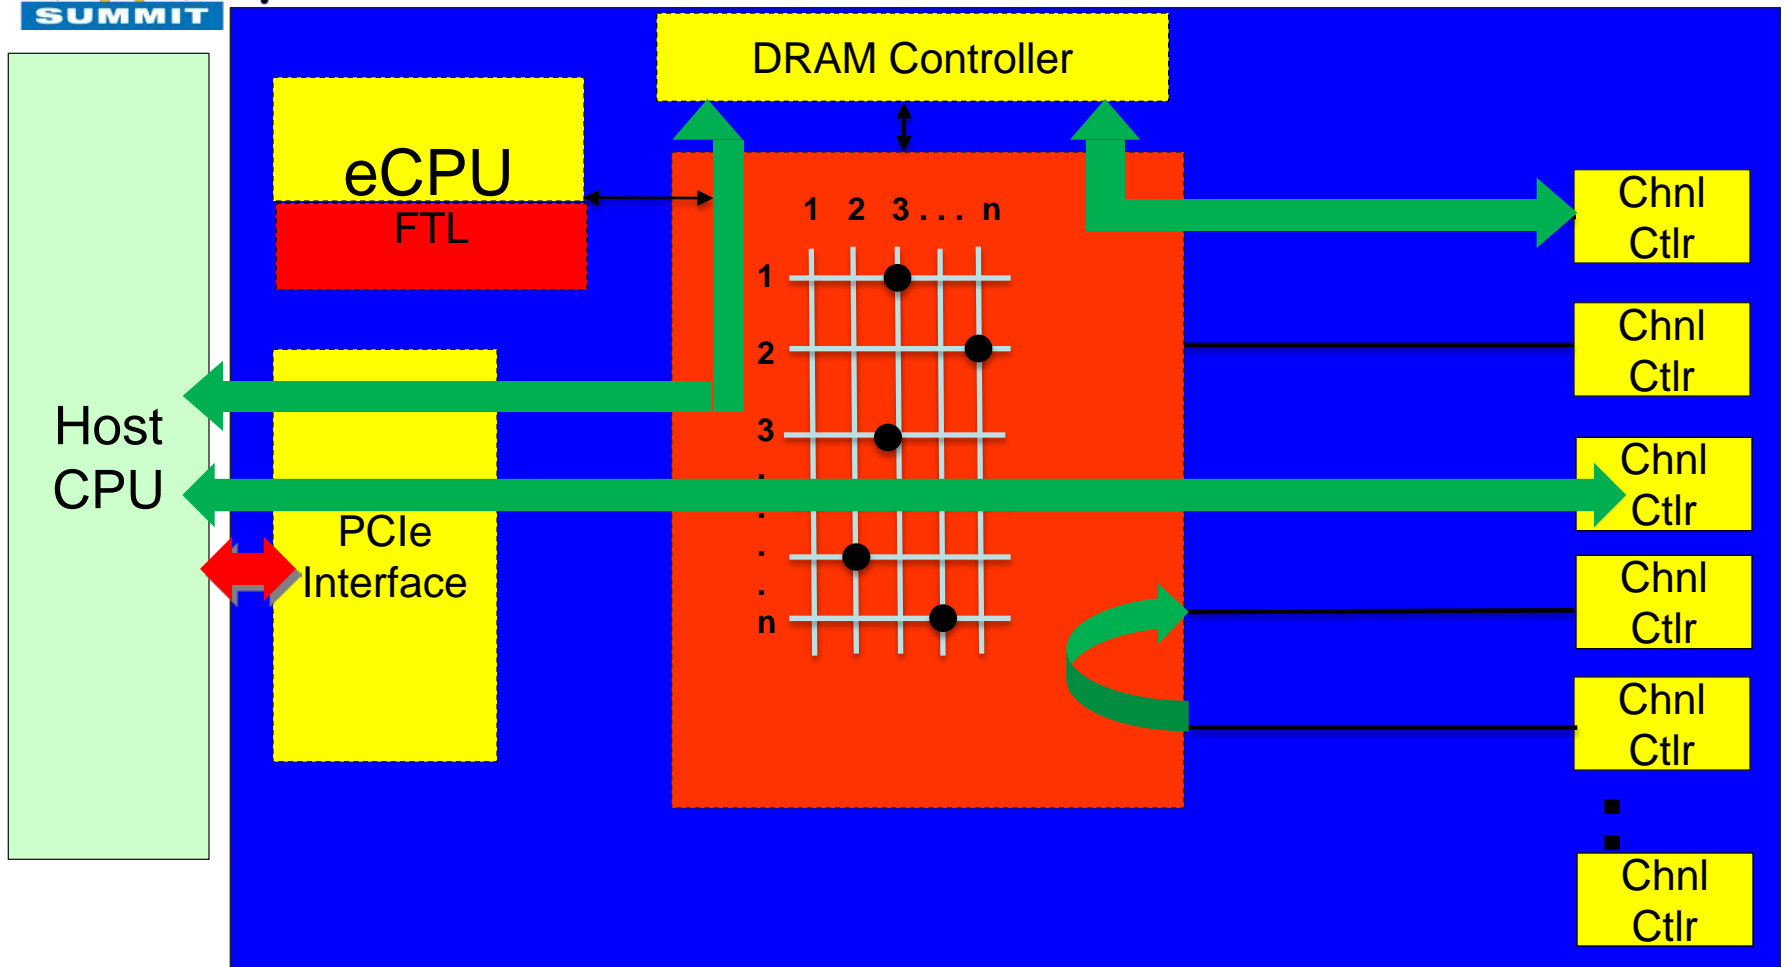 SUMMIT
DRAM Controller
eCPU
FTL
1 2 3 . . . n
1
2
3
.
.
.
.
n
Host
CPU
PCIe
Interface
Chnl
Ctlr
Chnl
Ctlr
Chnl
Ctlr
Chnl
Ctlr
Chnl
Ctlr
Chnl
Ctlr